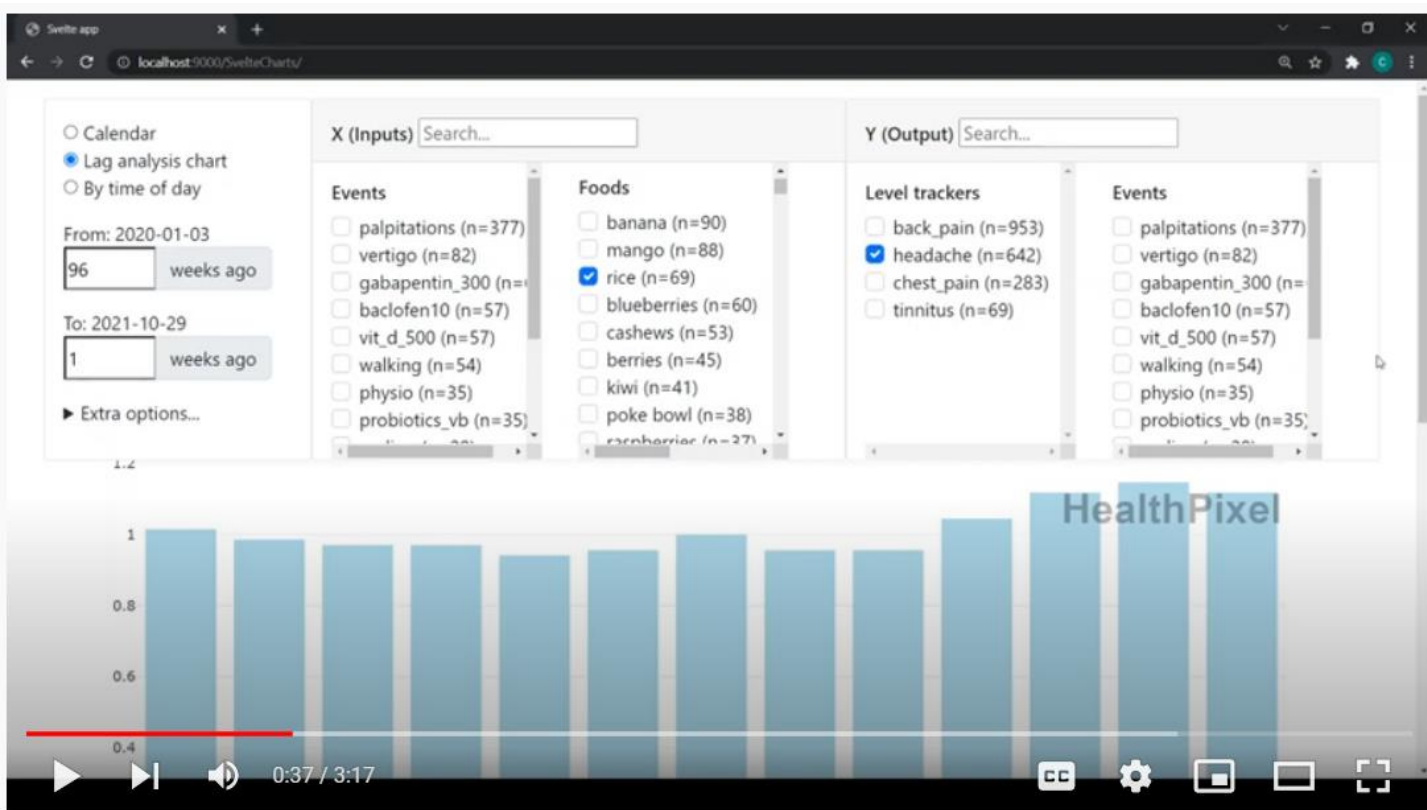 Svelte app
localhost:9000/SvelteCharts/
Calendar
Lag analysis chart
By time of day
From: 2020-01-03
96 weeks ago
To: 2021-10-29
1 weeks ago
Extra options...
X (Inputs) Search...
Events
palpitations (n=377)
vertigo (n=82)
gabapentin_300 (n=
baclofen10 (n=57)
vit_d_500 (n=57)
walking (n=54)
physio (n=35)
probiotics_vb (n=35)
Foods
banana (n=90)
mango (n=88)
rice (n=69)
blueberries (n=60)
cashews (n=53)
berries (n=45)
kiwi (n=41)
poke bowl (n=38)
raspberries (n=37)
Y (Output) Search...
Level trackers
back_pain (n=953)
headache (n=642)
chest_pain (n=283)
tinnitus (n=69)
Events
palpitations (n=377)
vertigo (n=82)
gabapentin_300 (n=
baclofen10 (n=57)
vit_d_500 (n=57)
walking (n=54)
physio (n=35)
probiotics_vb (n=35)
1.2
HealthPixel
1
0.8
0.6
0.4
0:37 / 3:17
CC
C